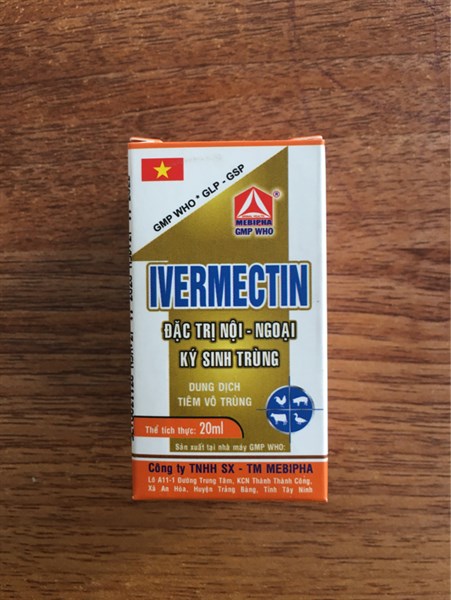 GMP WHO * GLP - GSP
®
MEBIPHA
GMP WHO
IVERMECTIN
ĐẶC TRỊ NỘI - NGOẠI
KÝ SINH TRÙNG
DUNG DỊCH
TIÊM VÔ TRÙNG
Thể tích thực: 20ml
Sản xuất tại nhà máy GMP WHO:
Công ty TNHH SX - TM MEBIPHA
Lô A11-1 Đường Trung Tâm, KCN Thành Thành Công,
Xã An Hòa, Huyện Trảng Bàng, Tỉnh Tây Ninh